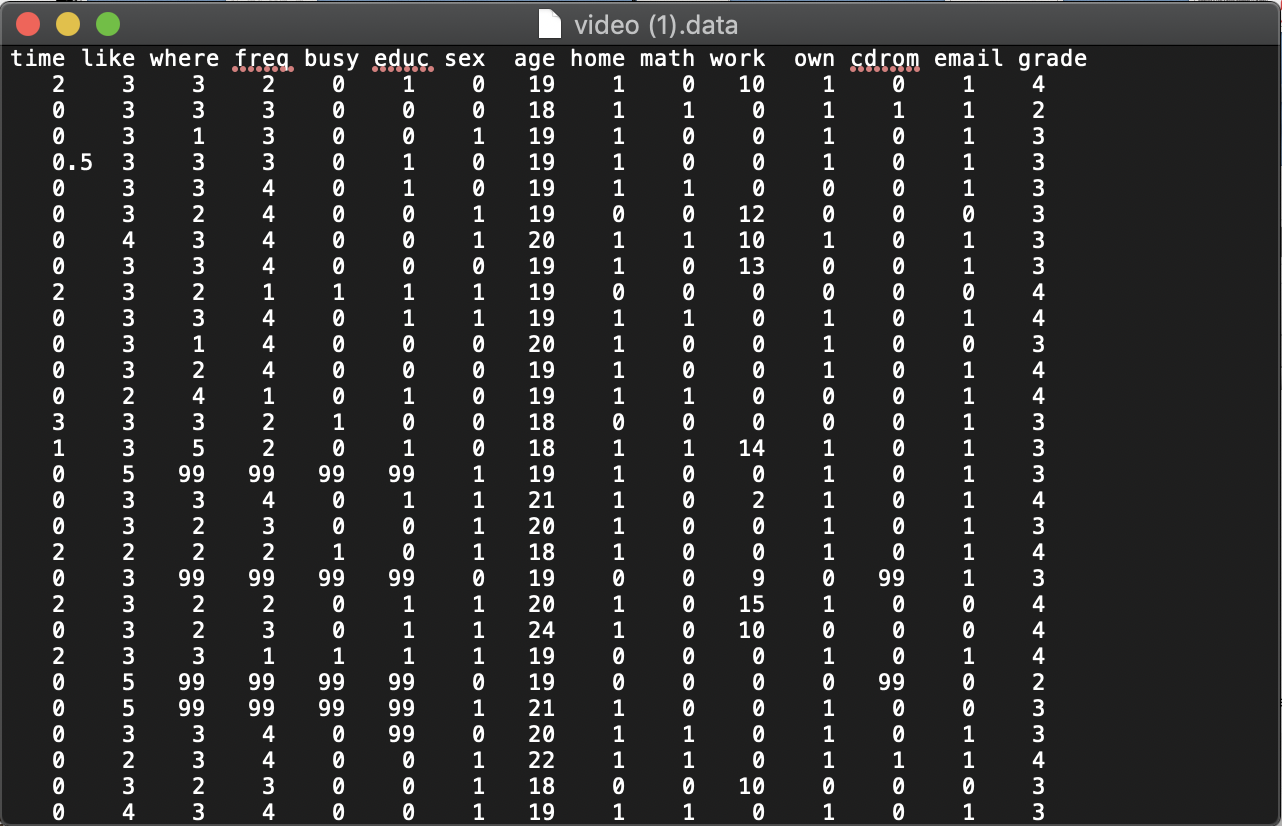 video (1).data
time like where freq busy educ sex age home math work own cdrom email grade
2 3 3 2 0 1 0 19 1 0 10 1 0 1 4
0 3 3 3 0 0 0 18 1 1 0 1 1 1 2
0 3 1 3 0 0 1 19 1 0 0 1 0 1 3
0.5 3 3 3 0 1 0 19 1 0 0 1 0 1 3
0 3 3 4 0 1 0 19 1 1 0 0 0 1 3
0 3 2 4 0 0 1 19 0 0 12 0 0 0 3
0 4 3 4 0 0 1 20 1 1 10 1 0 1 3
0 3 3 4 0 0 0 19 1 0 13 0 0 1 3
2 3 2 1 1 1 1 19 0 0 0 0 0 0 4
0 3 3 4 0 1 1 19 1 1 0 1 0 1 4
0 3 1 4 0 0 0 20 1 0 0 1 0 0 3
0 3 2 4 0 0 0 19 1 0 0 1 0 1 4
0 2 4 1 0 1 0 19 1 1 0 0 0 1 4
3 3 3 2 1 0 0 18 0 0 0 0 0 1 3
1 3 5 2 0 1 0 18 1 1 14 1 0 1 3
0 5 99 99 99 99 1 19 1 0 0 1 0 1 3
0 3 3 4 0 1 1 21 1 0 2 1 0 1 4
0 3 2 3 0 0 1 20 1 0 0 1 0 1 3
2 2 2 2 1 0 1 18 1 0 0 1 0 1 4
0 3 99 99 99 99 0 19 0 0 9 0 99 1 3
2 3 2 2 0 1 1 20 1 0 15 1 0 0 4
0 3 2 3 0 1 1 24 1 0 10 0 0 0 4
2 3 3 1 1 1 1 19 0 0 0 1 0 1 4
0 5 99 99 99 99 0 19 0 0 0 0 99 0 2
0 5 99 99 99 99 1 21 1 0 0 1 0 0 3
0 3 3 4 0 99 0 20 1 1 0 1 0 1 3
0 2 3 4 0 0 1 22 1 1 0 1 1 1 4
0 3 2 3 0 0 1 18 0 0 10 0 0 0 3
0 4 3 4 0 0 1 19 1 1 0 1 0 1 3